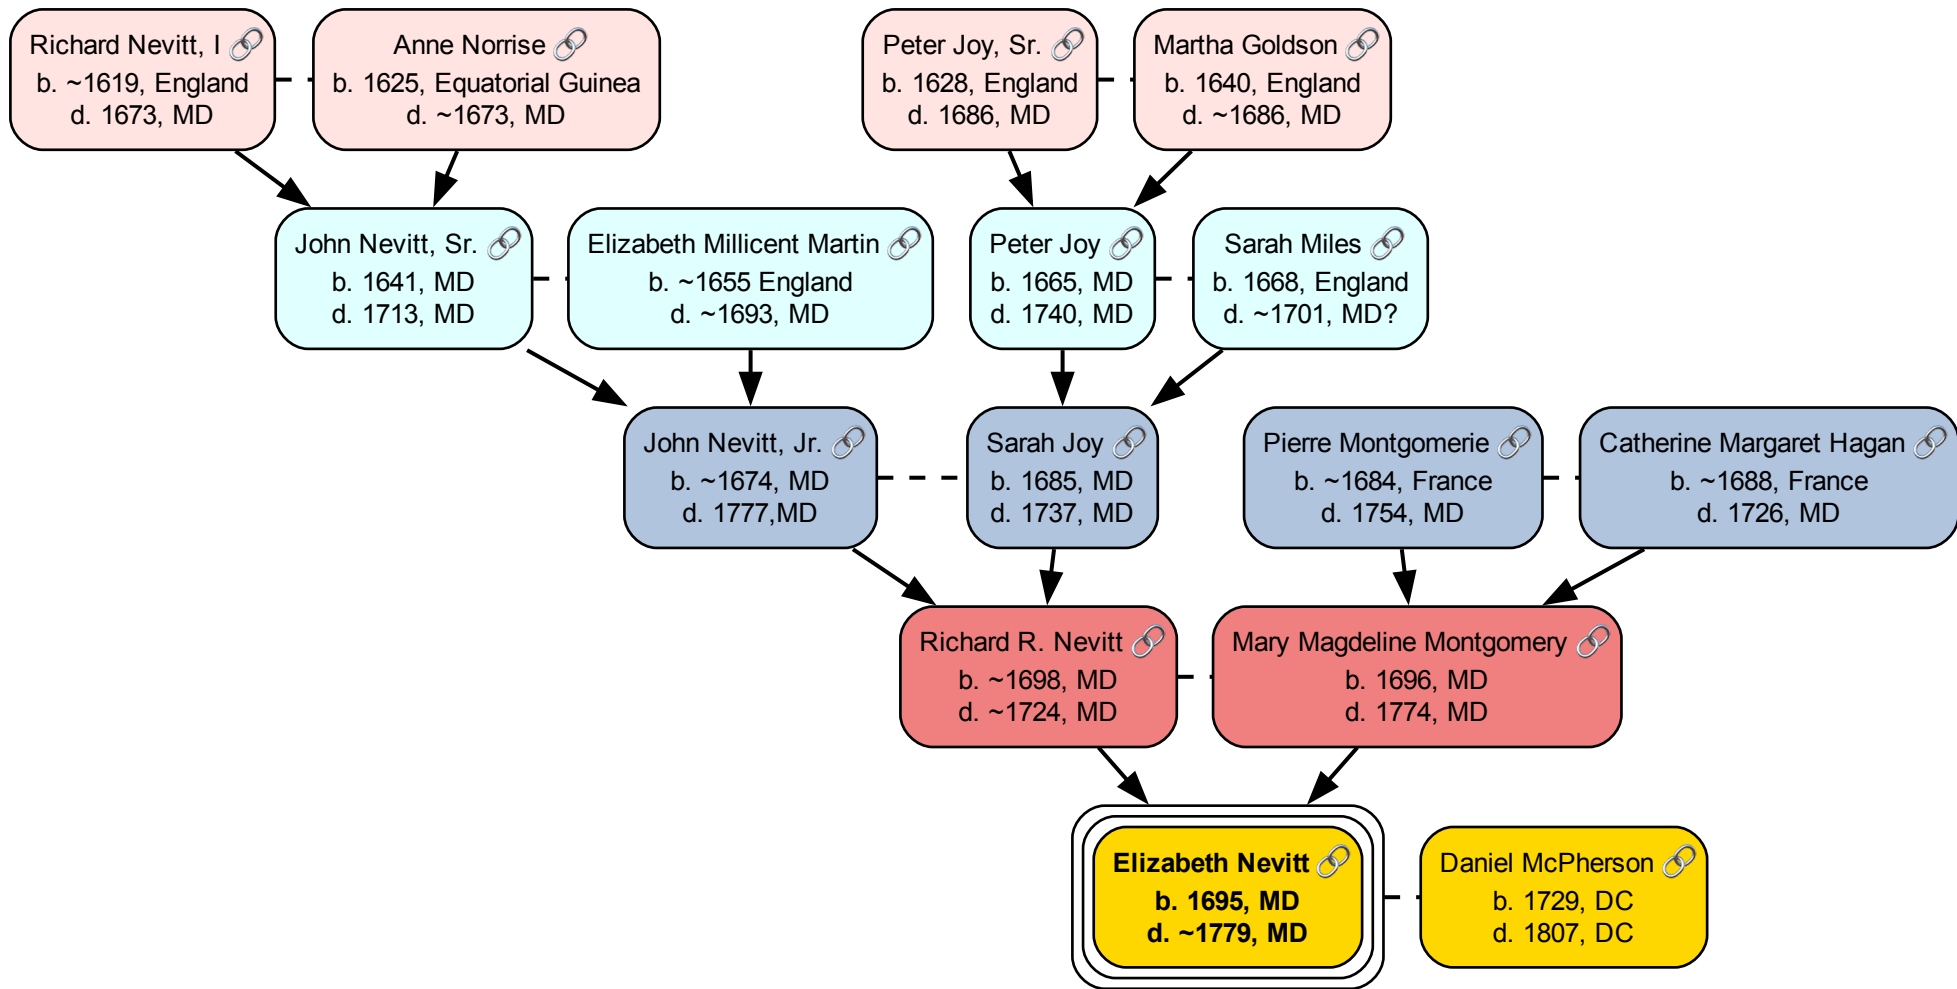 Richard Nevitt, I
b. ~1619, England
d. 1673, MD
Anne Norrise
b. 1625, Equatorial Guinea
d. ~1673, MD
Peter Joy, Sr.
b. 1628, England
d. 1686, MD
Martha Goldson
b. 1640, England
d. ~1686, MD
John Nevitt, Sr.
b. 1641, MD
d. 1713, MD
Elizabeth Millicent Martin
b. ~1655 England
d. ~1693, MD
Peter Joy
b. 1665, MD
d. 1740, MD
Sarah Miles
b. 1668, England
d. ~1701, MD?
John Nevitt, Jr.
b. ~1674, MD
d. 1777,MD
Sarah Joy
b. 1685, MD
d. 1737, MD
Pierre Montgomerie
b. ~1684, France
d. 1754, MD
Catherine Margaret Hagan
b. ~1688, France
d. 1726, MD
Richard R. Nevitt
b. ~1698, MD
d. ~1724, MD
Mary Magdeline Montgomery
b. 1696, MD
d. 1774, MD
Elizabeth Nevitt
b. 1695, MD
d. ~1779, MD
Daniel McPherson
b. 1729, DC
d. 1807, DC